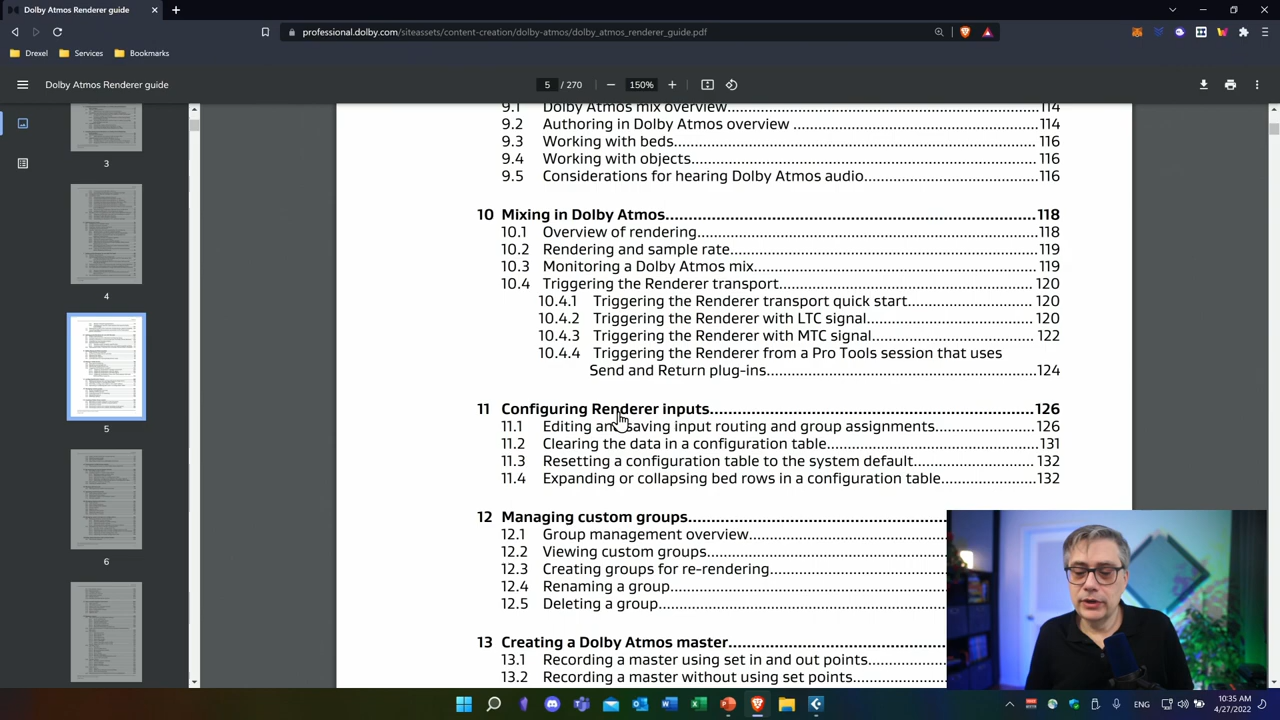 Dolby Atmos Renderer guide
professional.dolby.com/siteassets/content-creation/dolby-atmos/dolby_atmos_renderer_guide.pdf
Drexel
Services
Bookmarks
Dolby Atmos Renderer guide
5 / 270
150%
3
4
5
6
Dolby Atmos mix overview 114
9.2 Authoring in Dolby Atmos overview 114
9.3 Working with beds 116
9.4 Working with objects 116
9.5 Considerations for hearing Dolby Atmos audio 116
10 Mixing in Dolby Atmos 118
10.1 Overview of rendering 118
10.2 Rendering and sample rate 119
10.3 Monitoring a Dolby Atmos mix 119
10.4 Triggering the Renderer transport 120
10.4.1 Triggering the Renderer transport quick start 120
10.4.2 Triggering the Renderer with LTC signal 120
10.4.3 Triggering the Renderer with MTC signal 122
10.4.4 Triggering the Renderer from a Pro Tools session that uses
Send and Return plug-ins 124
11 Configuring Renderer inputs 126
11.1 Editing and saving input routing and group assignments 126
11.2 Clearing the data in a configuration table 131
11.3 Resetting a configuration table to the system default 132
11.4 Expanding or collapsing bed rows in a configuration table 132
12 Managing custom groups
12.1 Group management overview
12.2 Viewing custom groups
12.3 Creating groups for re-rendering
12.4 Renaming a group
12.5 Deleting a group
13 Creating a Dolby Atmos master
13.1 Recording a master using set in and out points
13.2 Recording a master without using set points
ENG
10:35 AM
4/27/2022